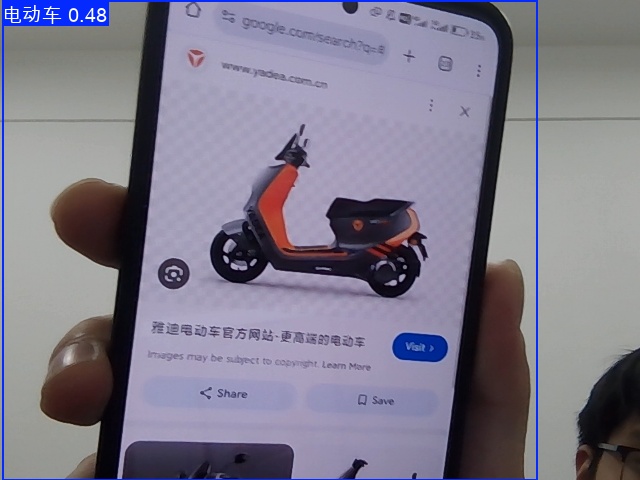 电动车 0.48
google.com/search?q=
www.yadea.com.cn
雅迪电动车官方网站-更高端的电动车
Visit
Images may be subject to copyright. Learn More
Share
Save